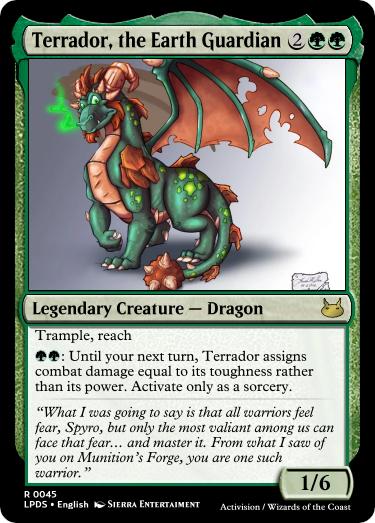 Terrador, the Earth Guardian 2
Legendary Creature — Dragon
Trample, reach
: Until your next turn, Terrador assigns
combat damage equal to its toughness rather
than its power. Activate only as a sorcery.
“What I was going to say is that all warriors feel
fear, Spyro, but only the most valiant among us can
face that fear… and master it. From what I saw of
you on Munition’s Forge, you are one such
warrior.”
1/6
R 0045
LPDS • English Sierra Entertaiment
Activision / Wizards of the Coast